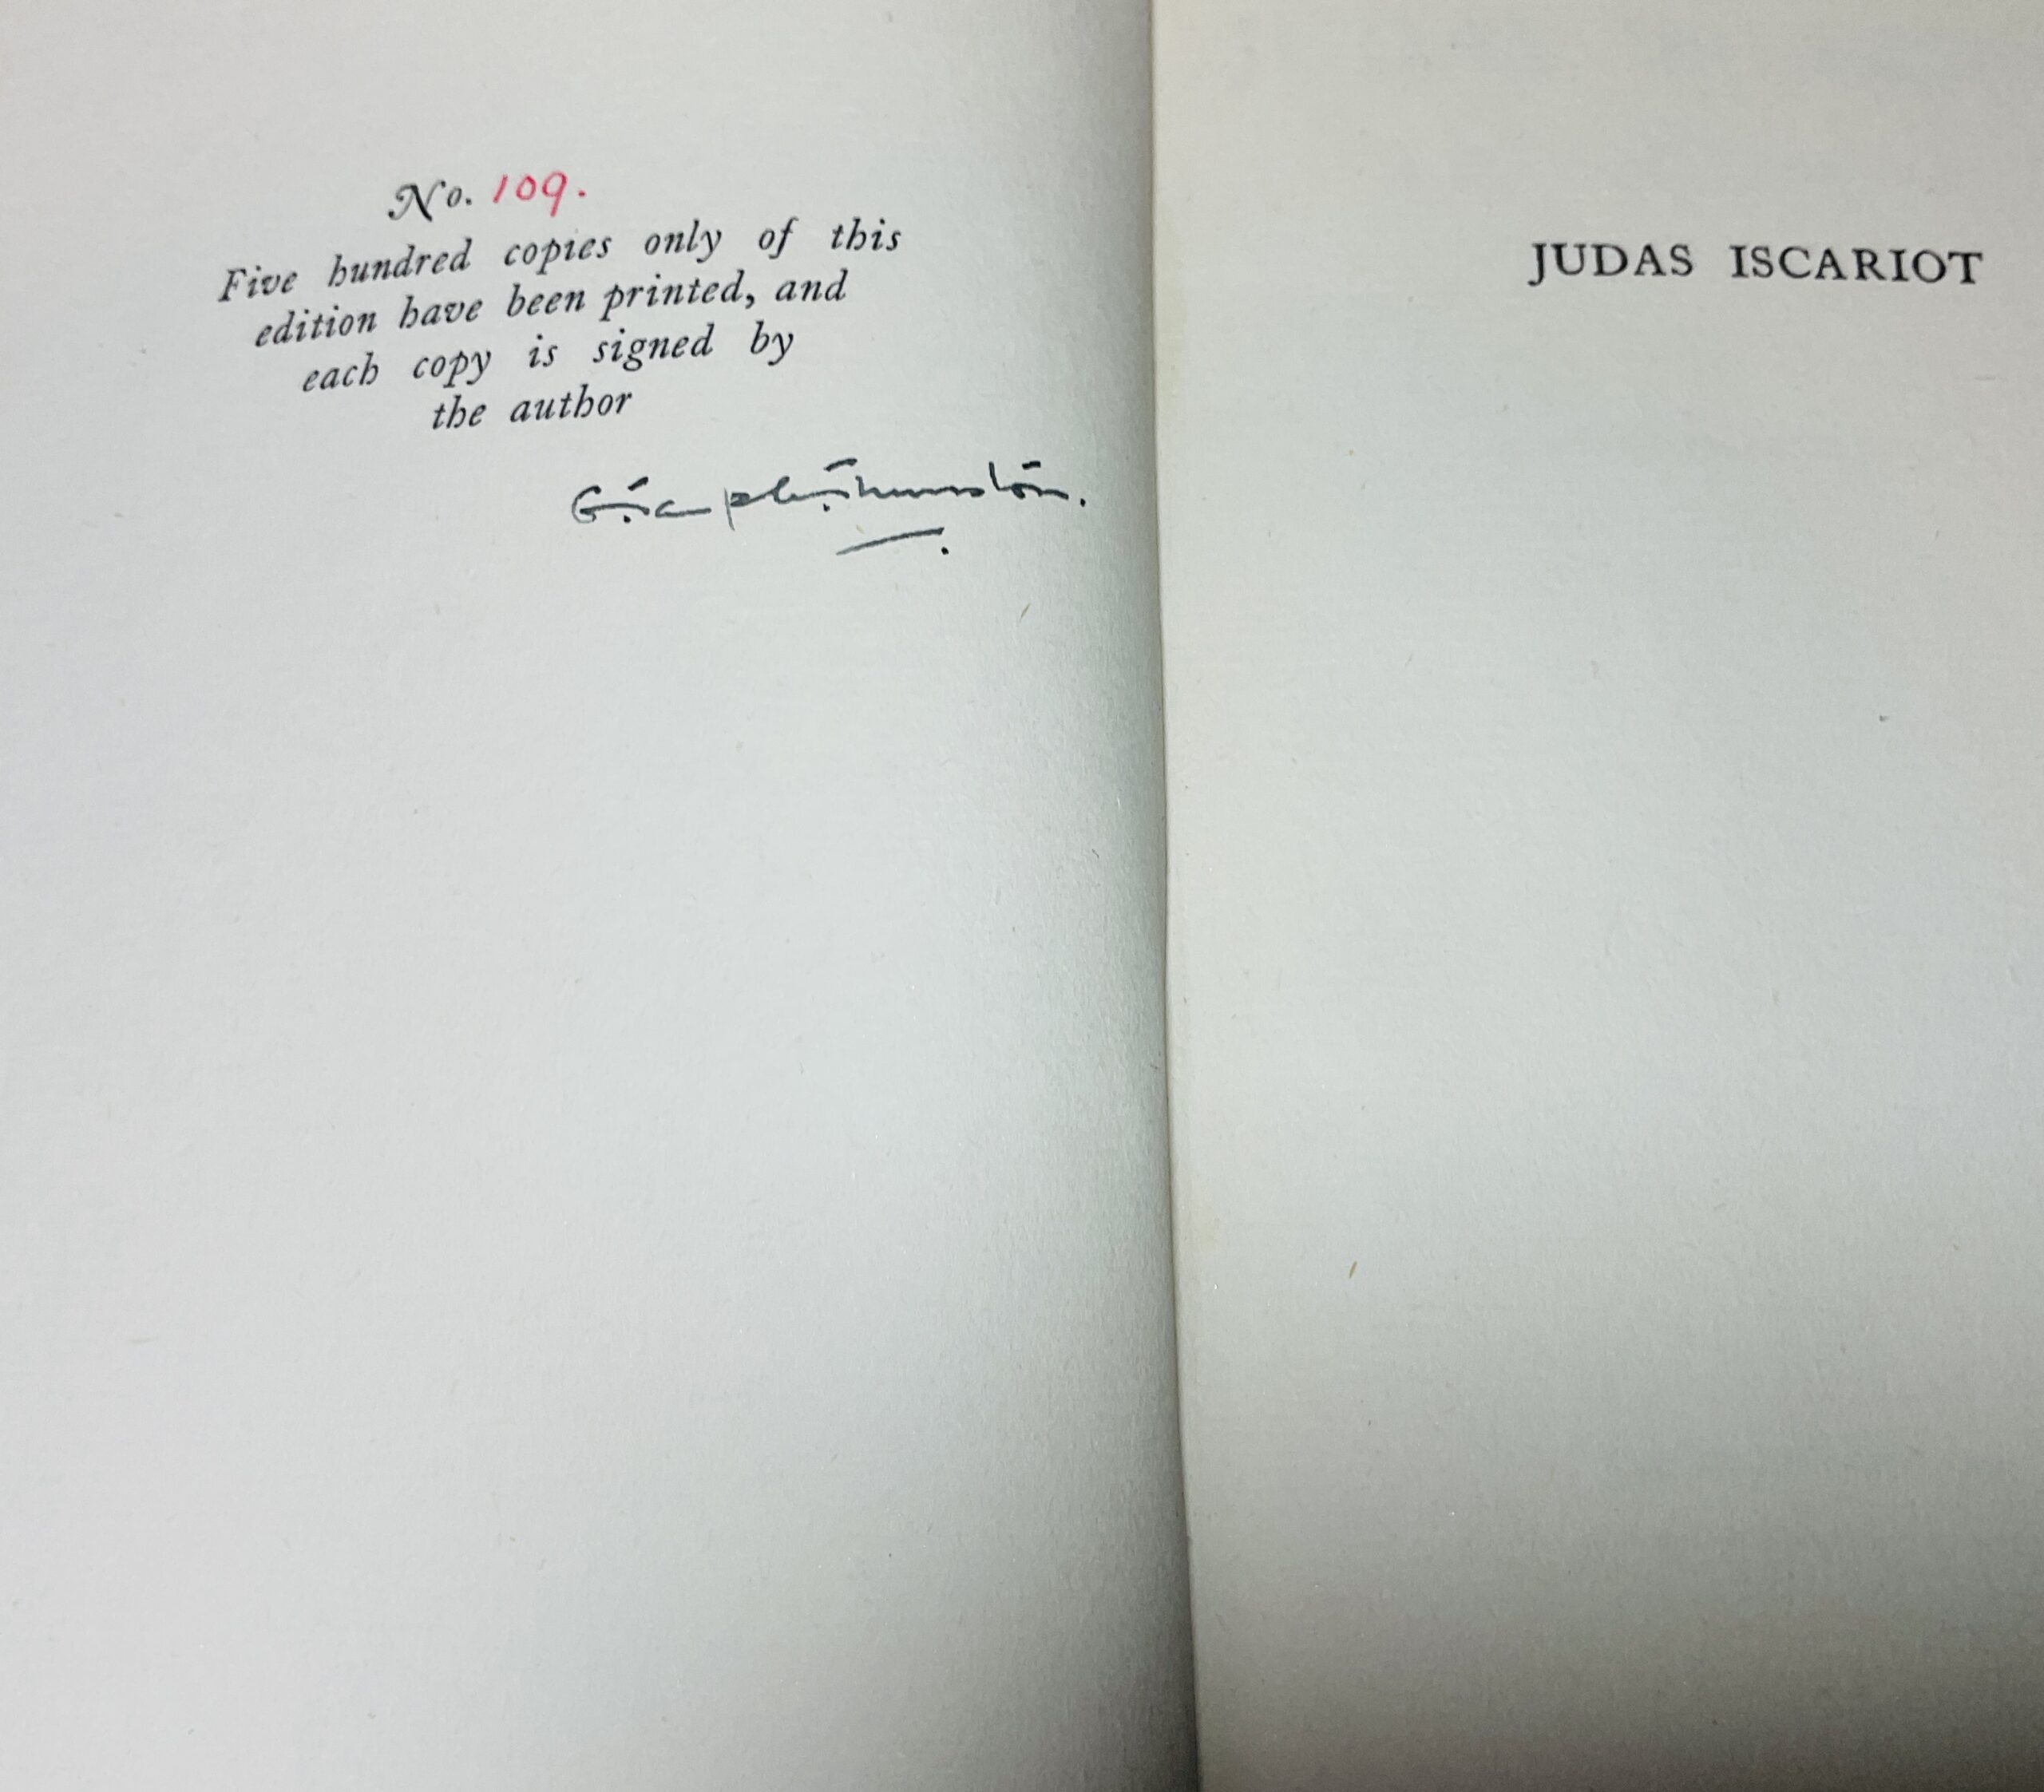 No. 109.
Five hundred copies only of this
edition have been printed, and
each copy is signed by
the author
JUDAS ISCARIOT